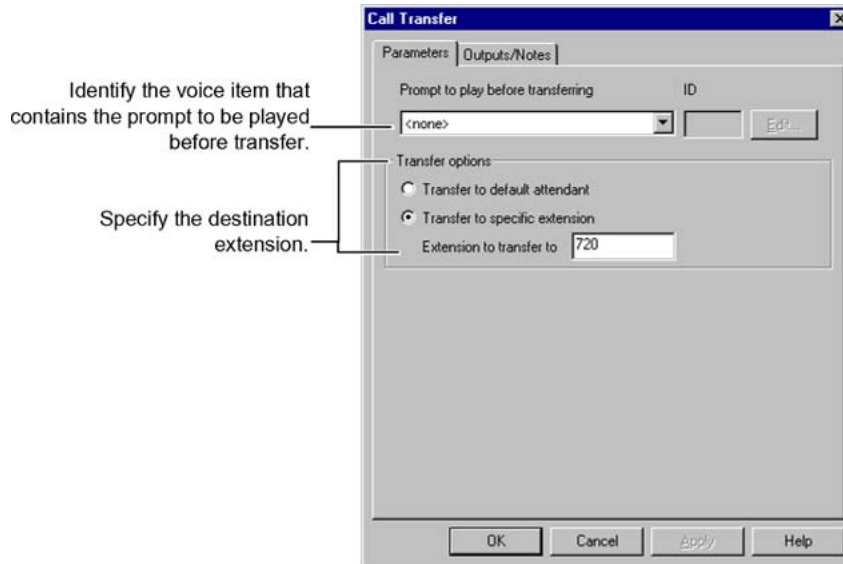 Call Transfer
Parameters
Outputs/Notes
Identify the voice item that
contains the prompt to be played
before transfer.
Prompt to play before transferring
ID
<none>
Edit...
Specify the destination
extension.
Transfer options
Transfer to default attendant
Transfer to specific extension
Extension to transfer to
720
OK
Cancel
Apply
Help